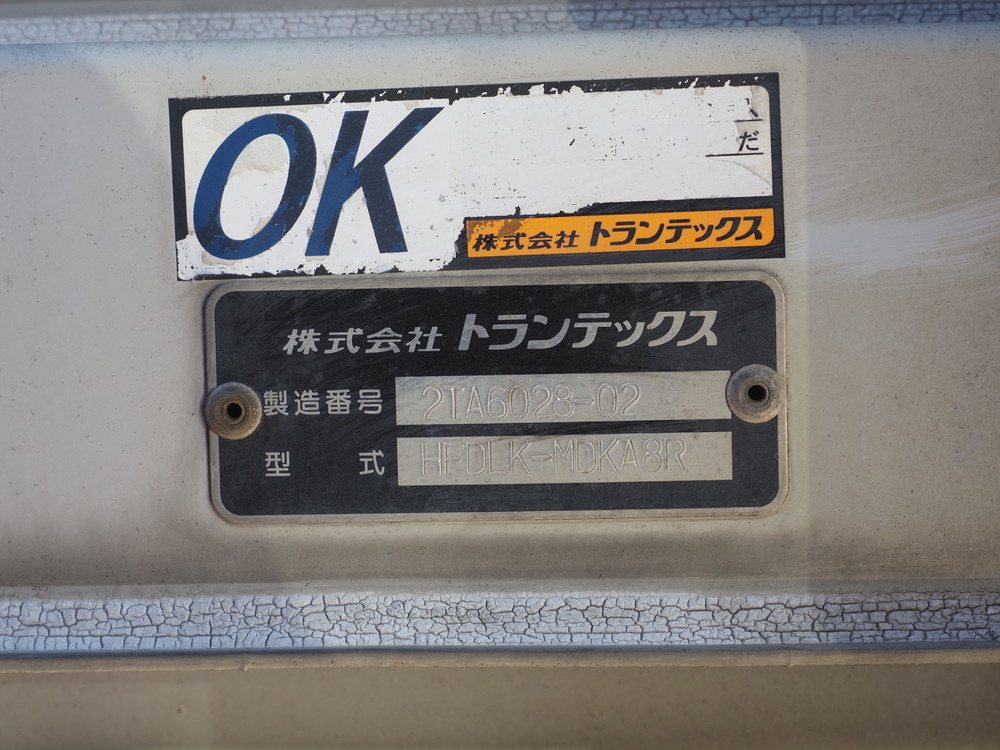 OK
だ
株式会社 トランテックス
株式会社 トランテックス
製造番号 2TA6028-02
型 式 HFDLK-MDKA8R